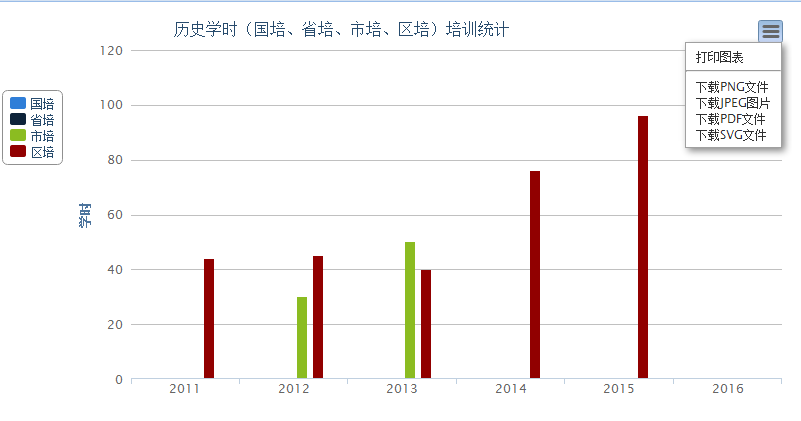 历史学时（国培、省培、市培、区培）培训统计
打印图表
下载PNG文件
下载JPEG图片
下载PDF文件
下载SVG文件
国培
省培
市培
区培
学时
120
100
80
60
40
20
0
2011 2012 2013 2014 2015 2016